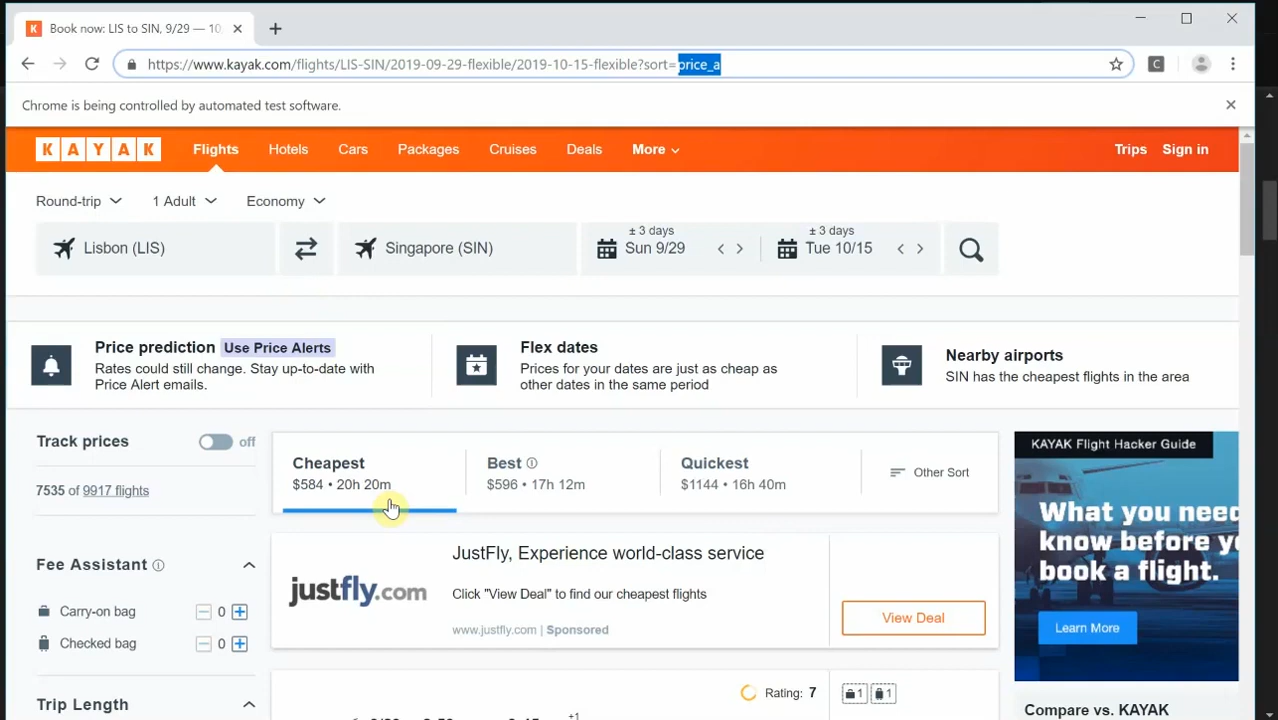 K Book now: LIS to SIN, 9/29 — 10
https://www.kayak.com/flights/LIS-SIN/2019-09-29-flexible/2019-10-15-flexible?sort=price_a
C
Chrome is being controlled by automated test software.
KAYAK Flights Hotels Cars Packages Cruises Deals More Trips Sign in
Round-trip 1 Adult Economy
Lisbon (LIS) Singapore (SIN) ± 3 days Sun 9/29 ± 3 days Tue 10/15
Price prediction Use Price Alerts
Rates could still change. Stay up-to-date with
Price Alert emails.
Flex dates
Prices for your dates are just as cheap as
other dates in the same period
Nearby airports
SIN has the cheapest flights in the area
Track prices off
7535 of 9917 flights
Fee Assistant
Carry-on bag 0
Checked bag 0
Trip Length
Cheapest
$584 • 20h 20m
Best
$596 • 17h 12m
Quickest
$1144 • 16h 40m
Other Sort
justfly.com
JustFly, Experience world-class service
Click "View Deal" to find our cheapest flights
www.justfly.com | Sponsored
View Deal
Rating: 7
1 1
+1
KAYAK Flight Hacker Guide
What you need
know before yo
book a flight.
Learn More
Compare vs. KAYAK